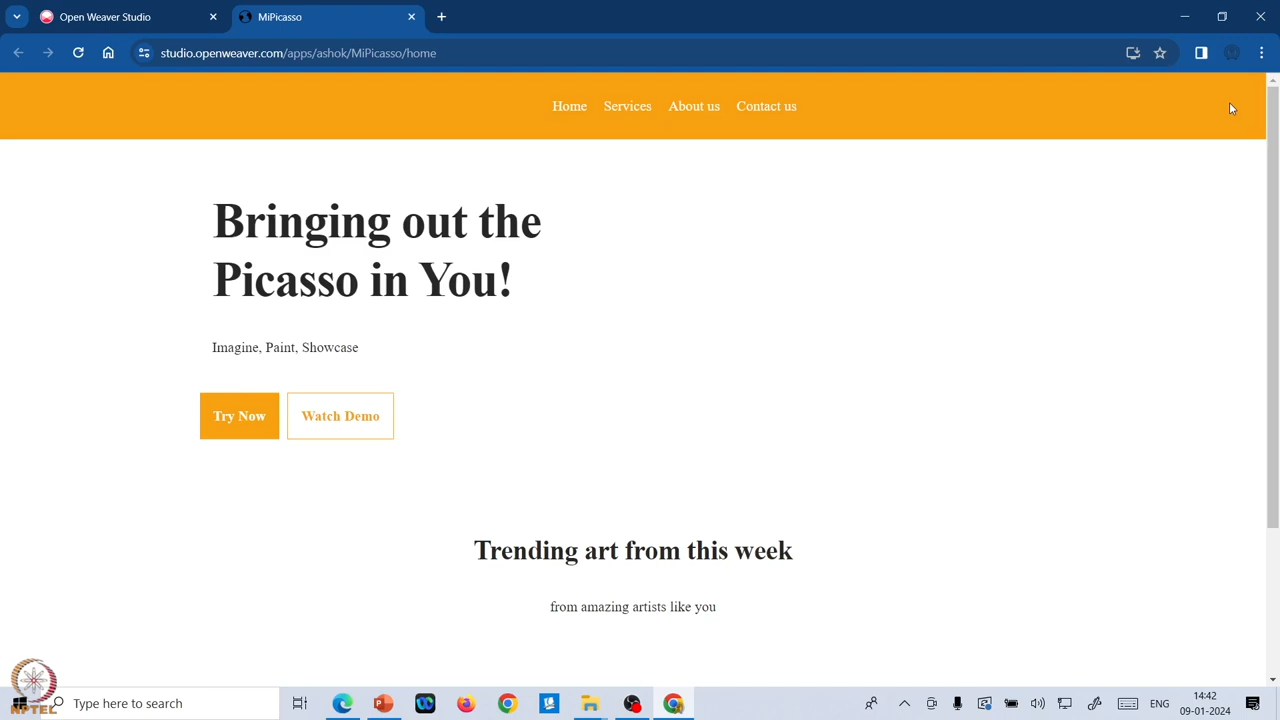 Open Weaver Studio
MiPicasso
studio.openweaver.com/apps/ashok/MiPicasso/home
Home Services About us Contact us
Bringing out the
Picasso in You!
Imagine, Paint, Showcase
Try Now Watch Demo
Trending art from this week
from amazing artists like you
NPTEL
Type here to search
ENG
14:42
09-01-2024